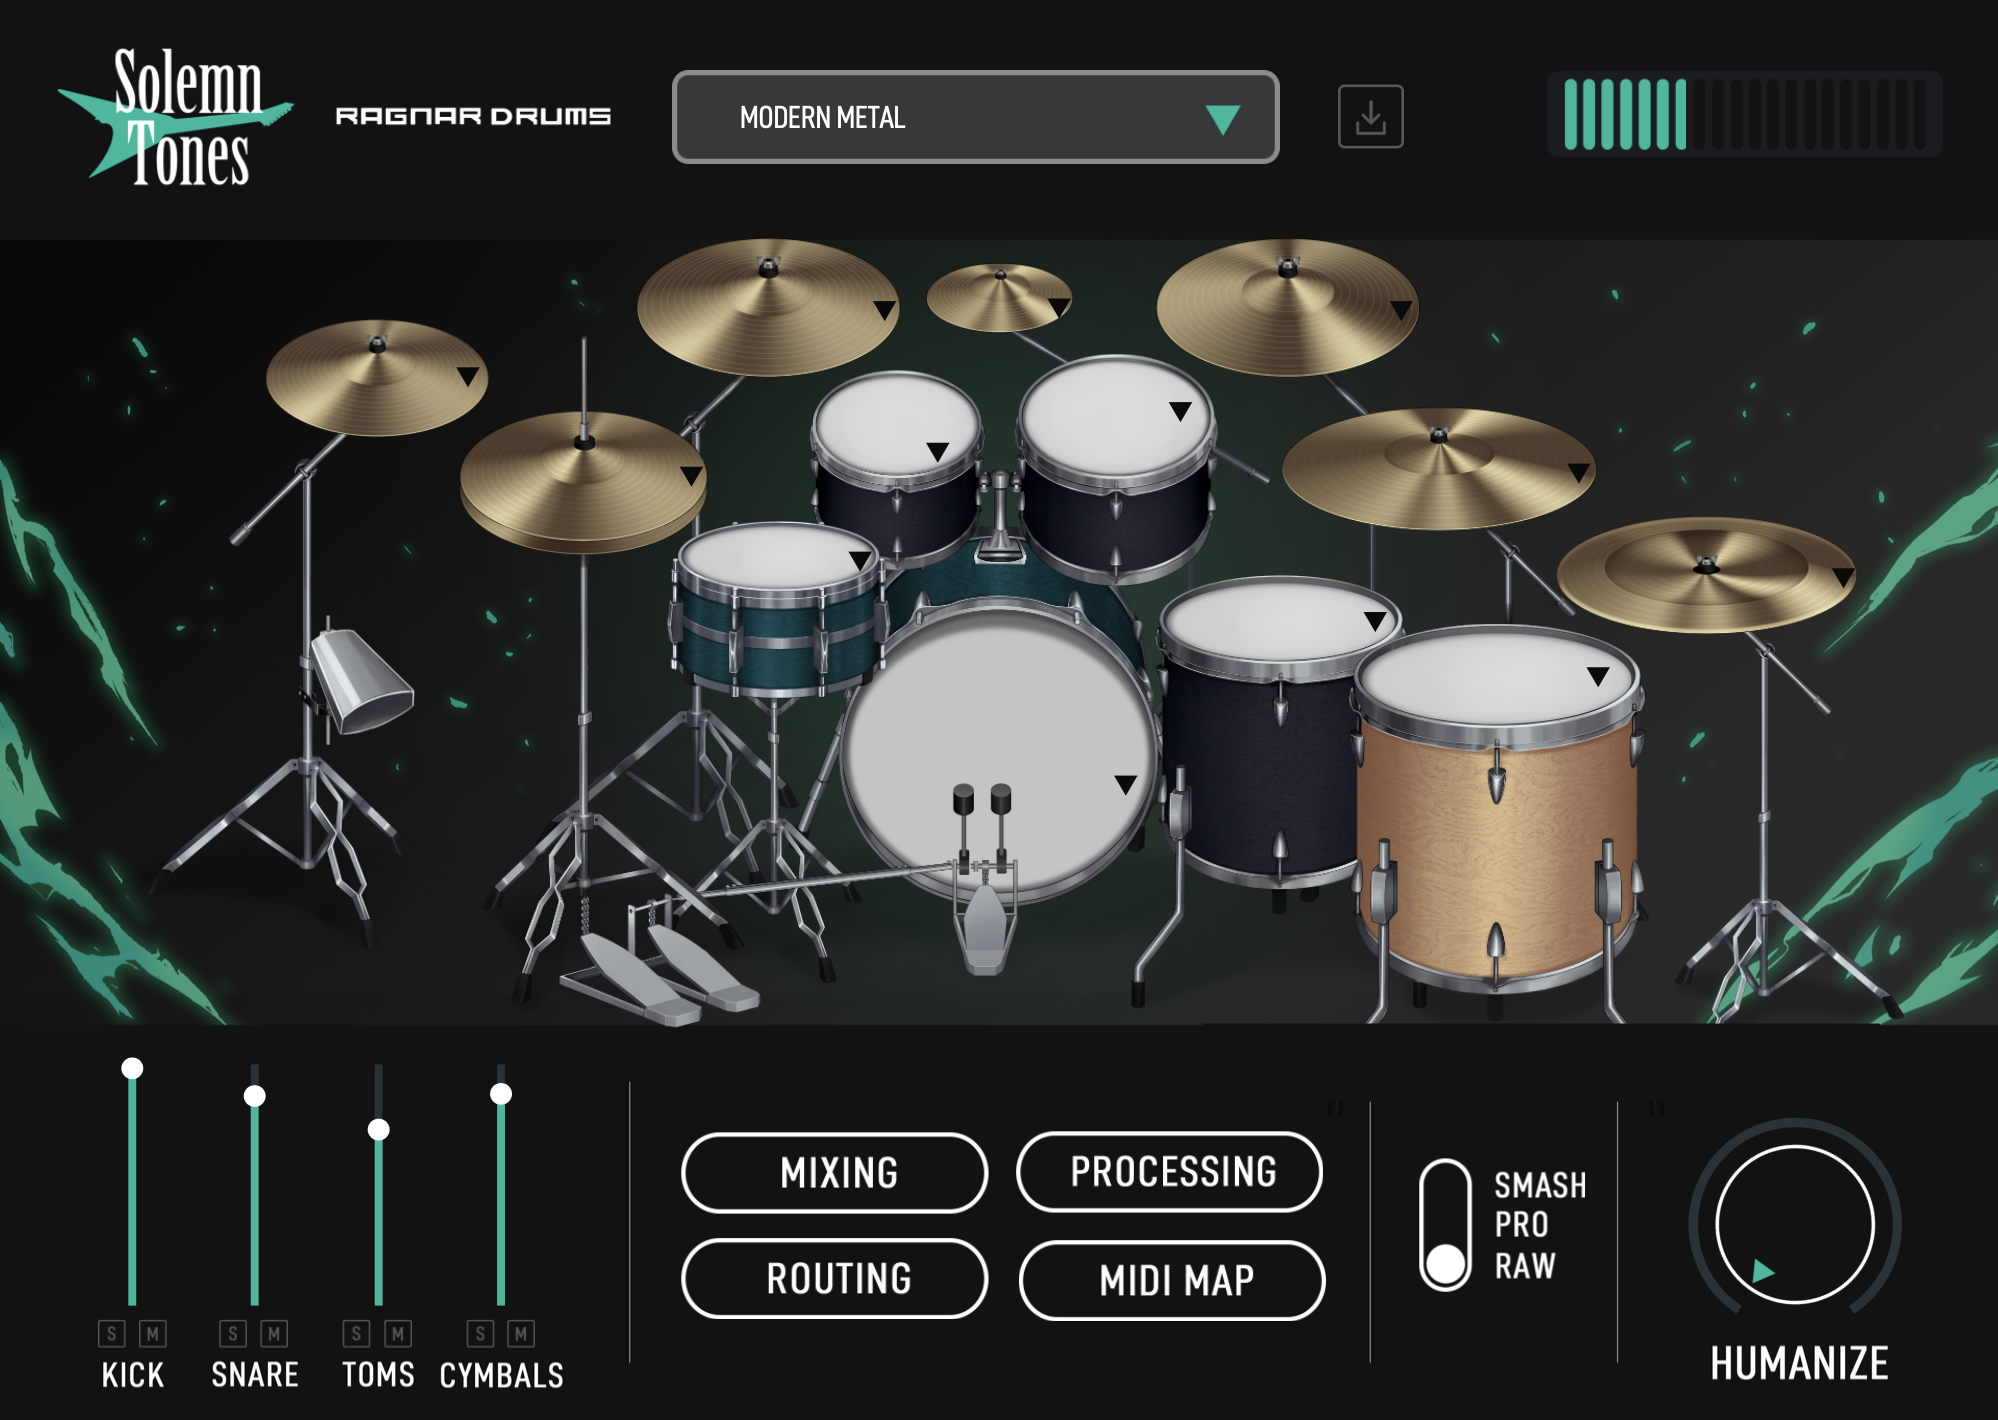 Solemn
Tones
RAGNAR DRUMS
MODERN METAL
MIXING
PROCESSING
ROUTING
MIDI MAP
SMASH
PRO
RAW
S M S M S M S M
KICK SNARE TOMS CYMBALS
HUMANIZE